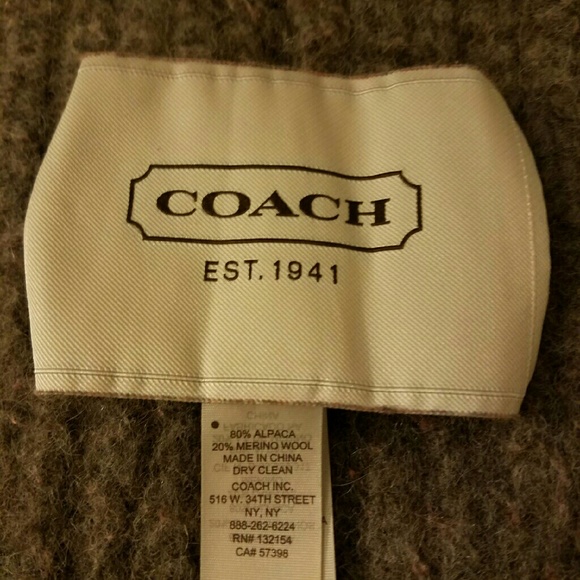 COACH
EST. 1941
80% ALPACA
20% MERINO WOOL
MADE IN CHINA
DRY CLEAN
COACH INC.
516 W. 34TH STREET
NY, NY
888-262-6224
RN# 132154
CA# 57398